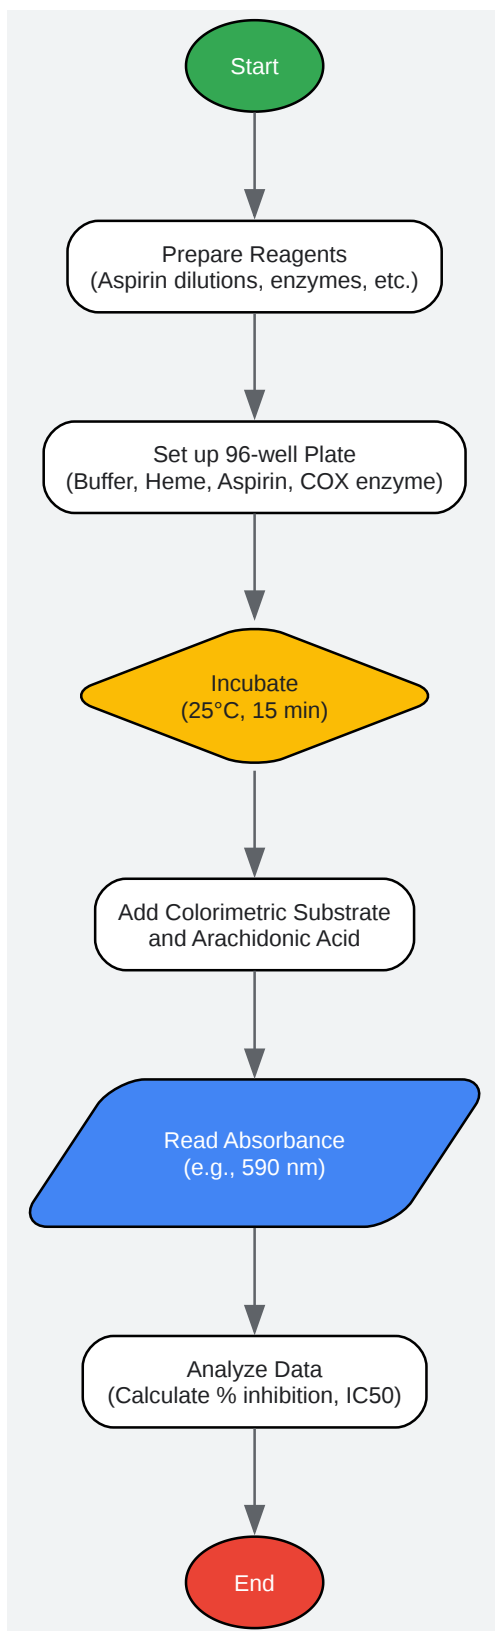 Start
Prepare Reagents
(Aspirin dilutions, enzymes, etc.)
Set up 96-well Plate
(Buffer, Heme, Aspirin, COX enzyme)
Incubate
(25°C, 15 min)
Add Colorimetric Substrate
and Arachidonic Acid
Read Absorbance
(e.g., 590 nm)
Analyze Data
(Calculate % inhibition, IC50)
End